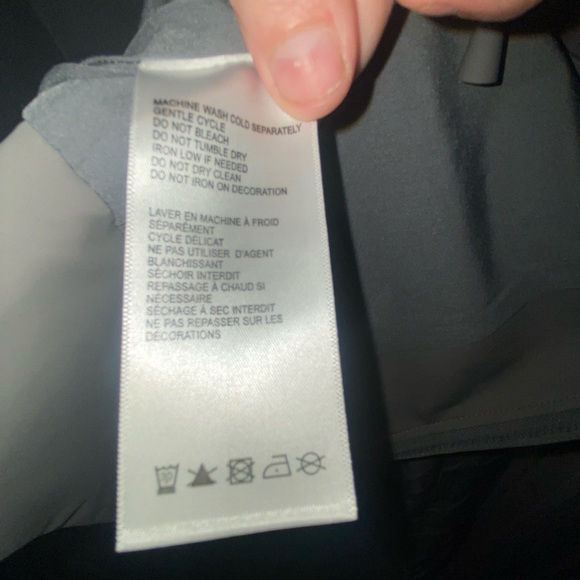 MACHINE WASH COLD SEPARATELY
GENTLE CYCLE
DO NOT BLEACH
DO NOT TUMBLE DRY
IRON LOW IF NEEDED
DO NOT DRY CLEAN
DO NOT IRON ON DECORATION
LAVER EN MACHINE À FROID
SÉPARÉMENT
CYCLE DÉLICAT
NE PAS UTILISER D'AGENT
BLANCHISSANT
SÉCHOIR INTERDIT
REPASSAGE À CHAUD SI
NÉCESSAIRE
SÉCHAGE À SEC INTERDIT
NE PAS REPASSER SUR LES
DÉCORATIONS